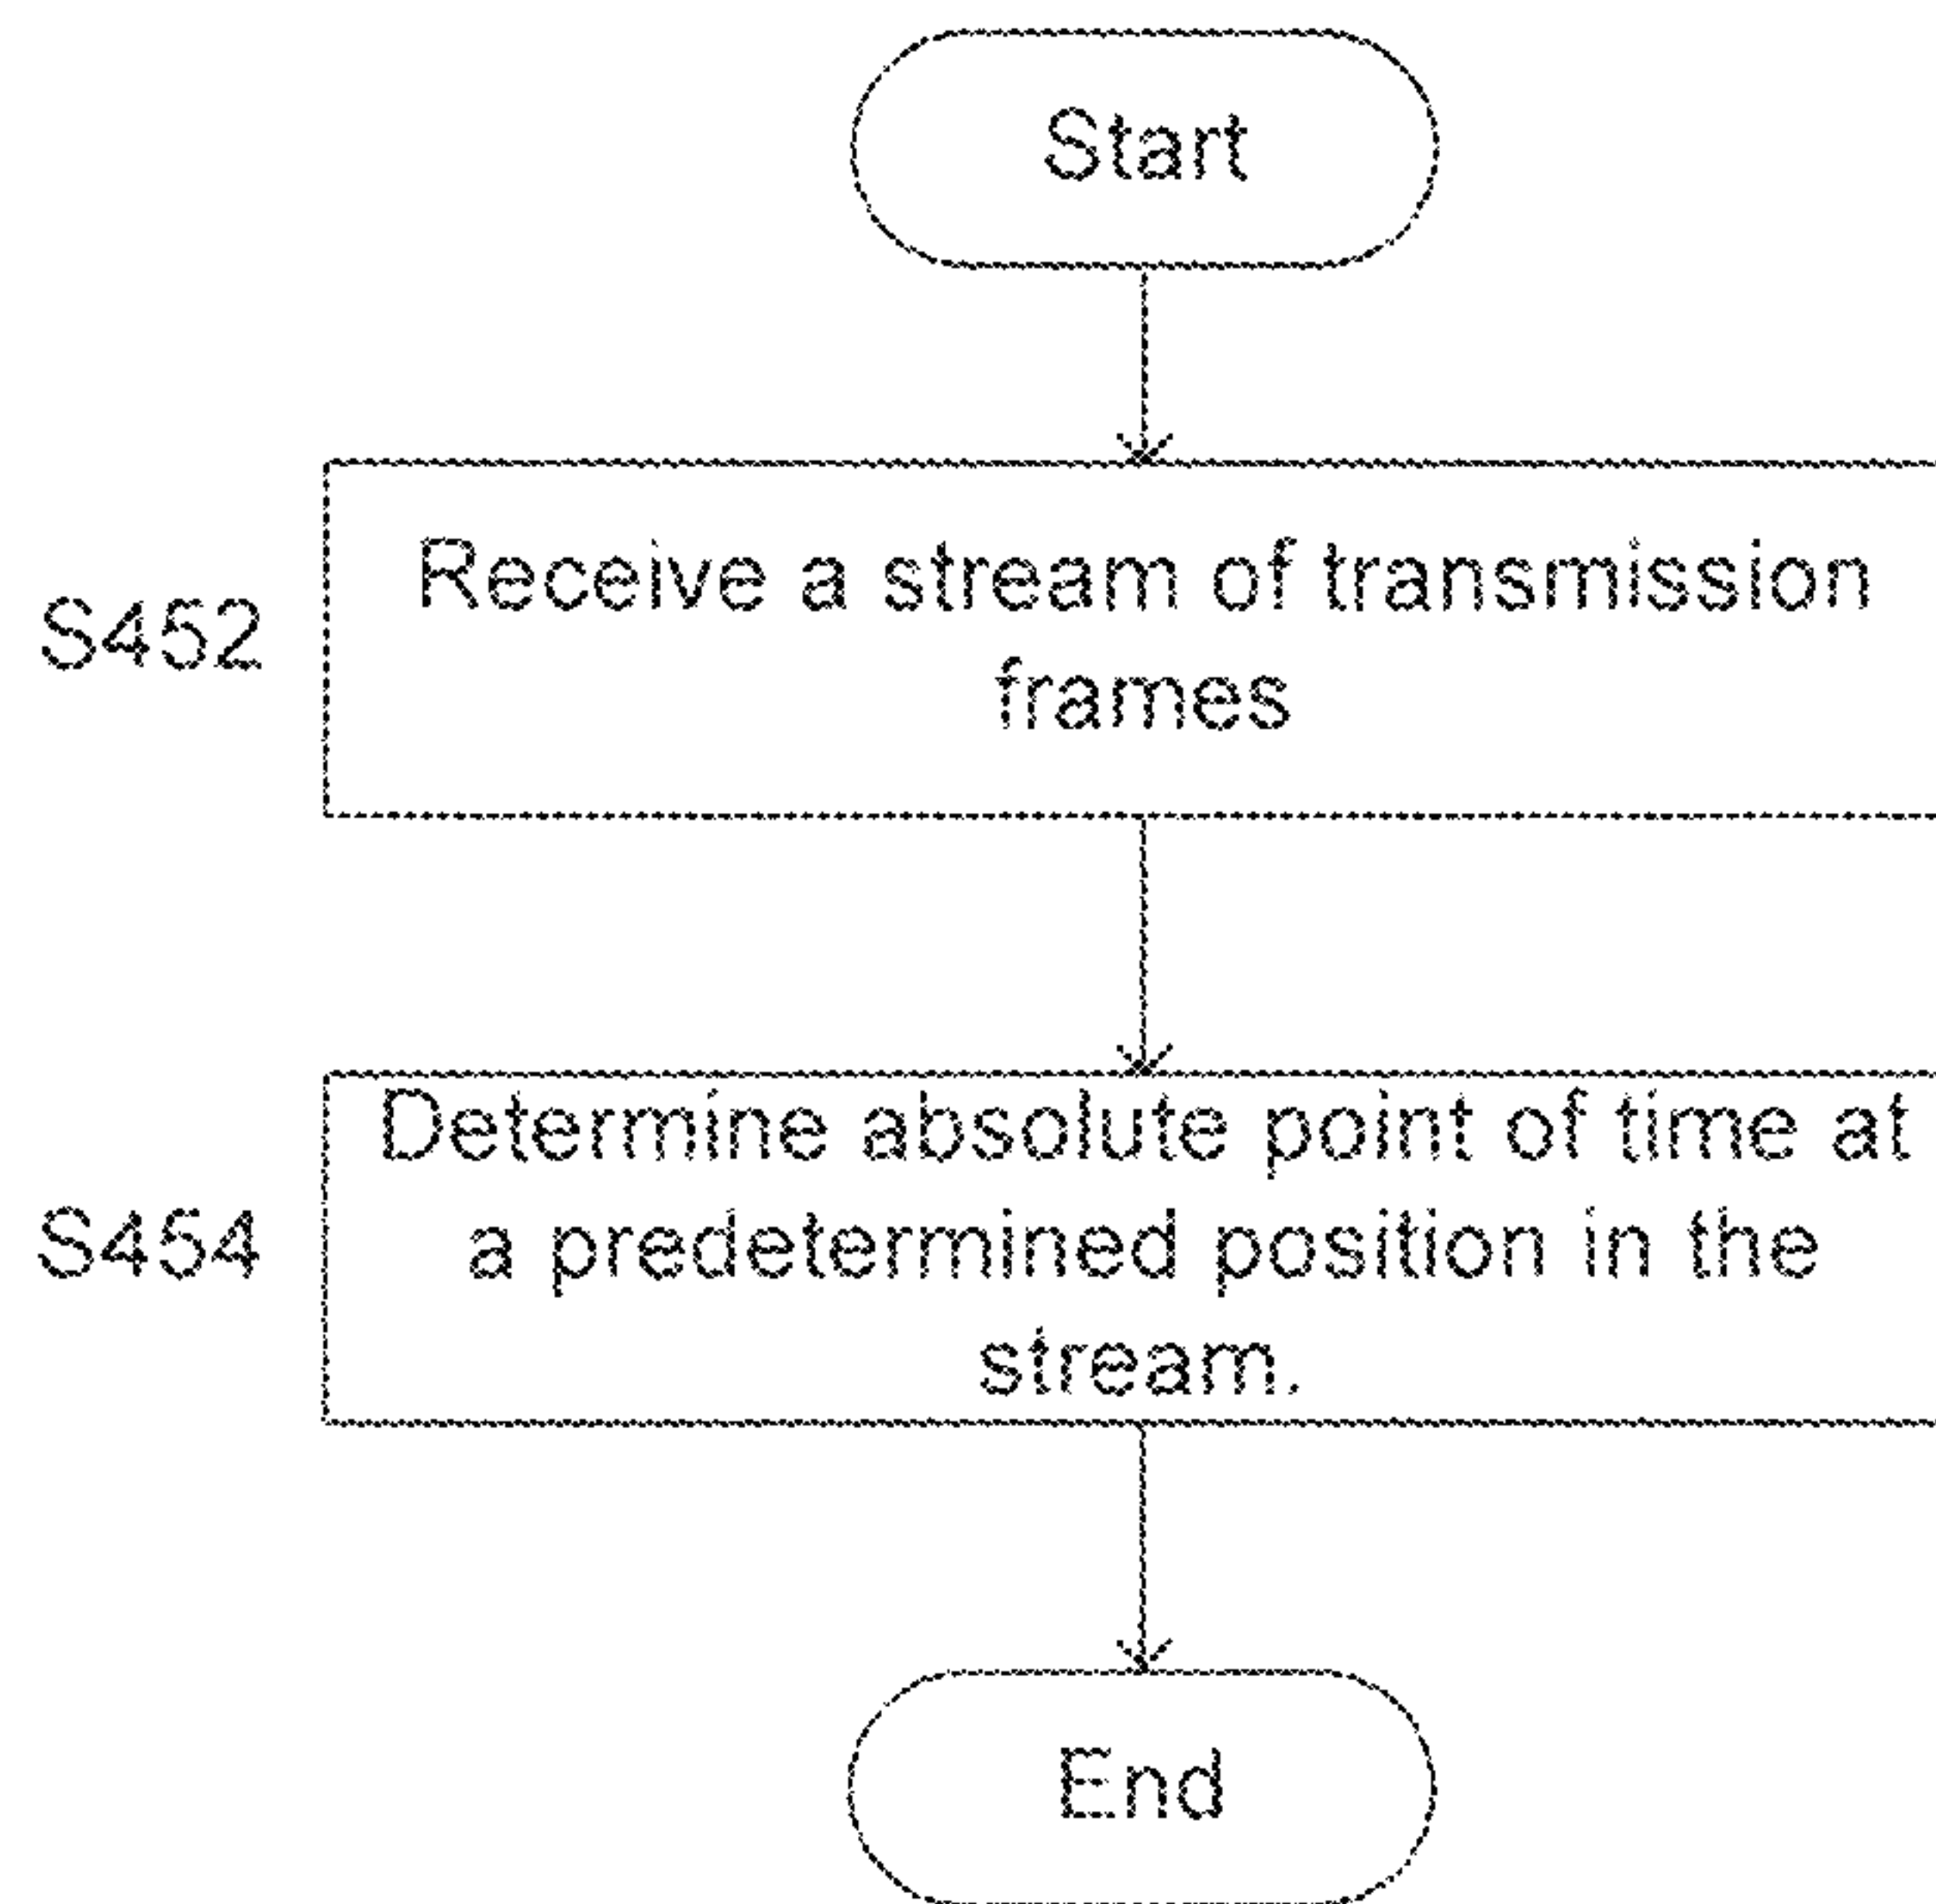 Start
S452
Receive a stream of transmission
frames
S454
Determine absolute point of time at
a predetermined position in the
stream.
End